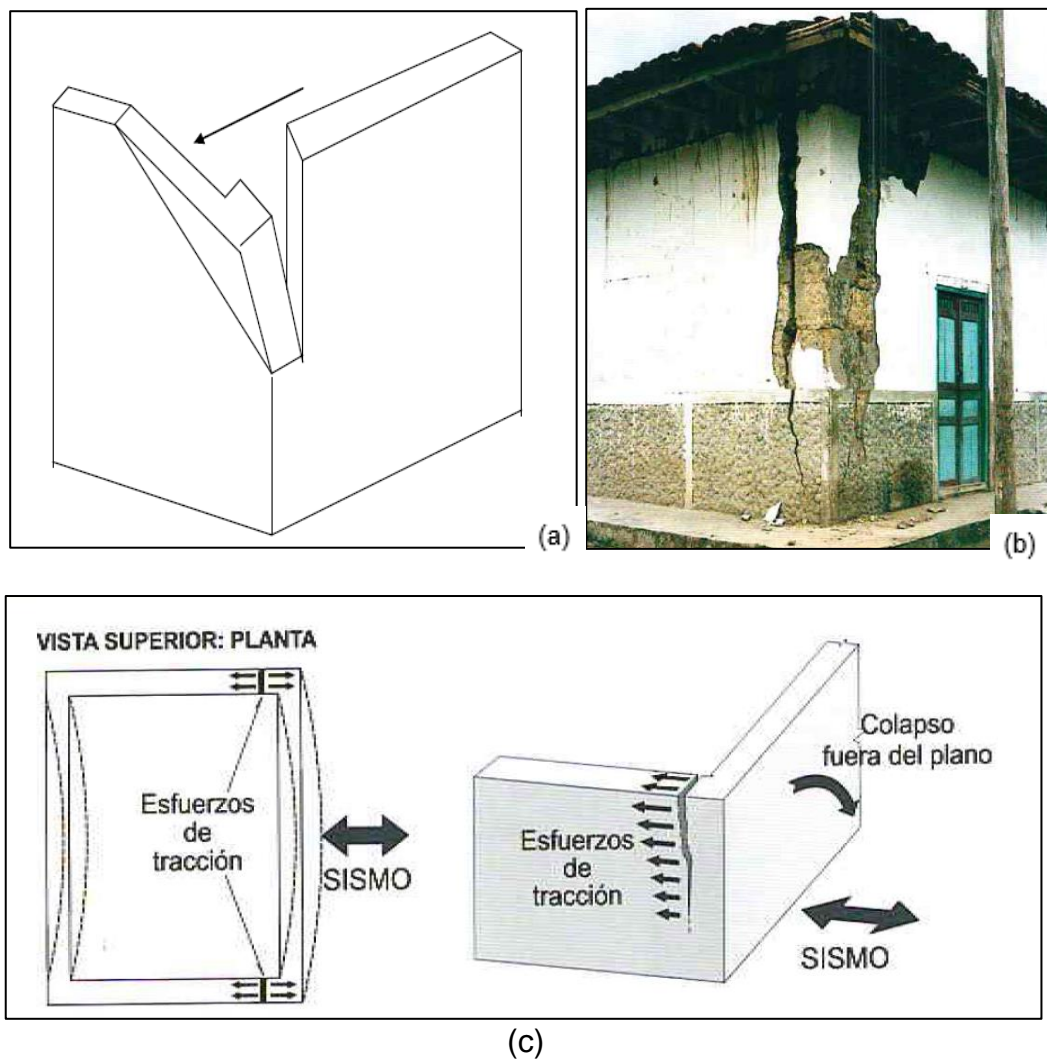 (a)
(b)
VISTA SUPERIOR: PLANTA
Esfuerzos
de
tracción
SISMO
Esfuerzos
de
tracción
Colapso
fuera del plano
SISMO
(c)